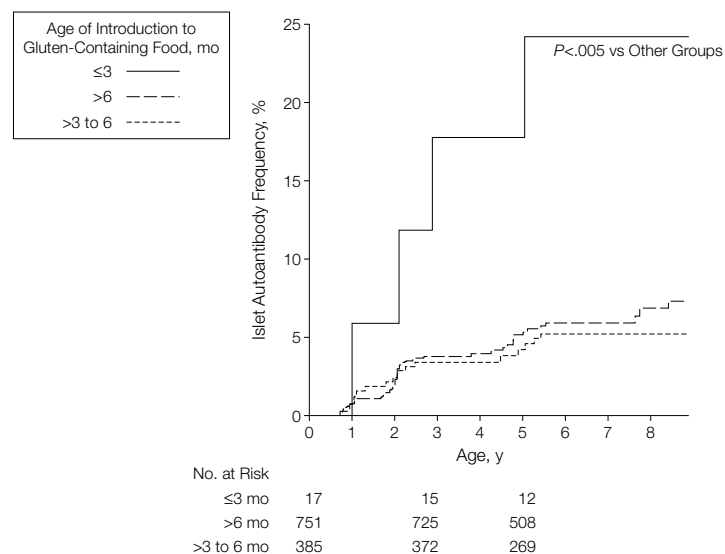 Age of Introduction to
Gluten-Containing Food, mo
≤3
>6
>3 to 6
25
20
15
10
5
0
Islet Autoantibody Frequency, %
P<.005 vs Other Groups
0 1 2 3 4 5 6 7 8
Age, y
No. at Risk
≤3 mo 17 15 12
>6 mo 751 725 508
>3 to 6 mo 385 372 269